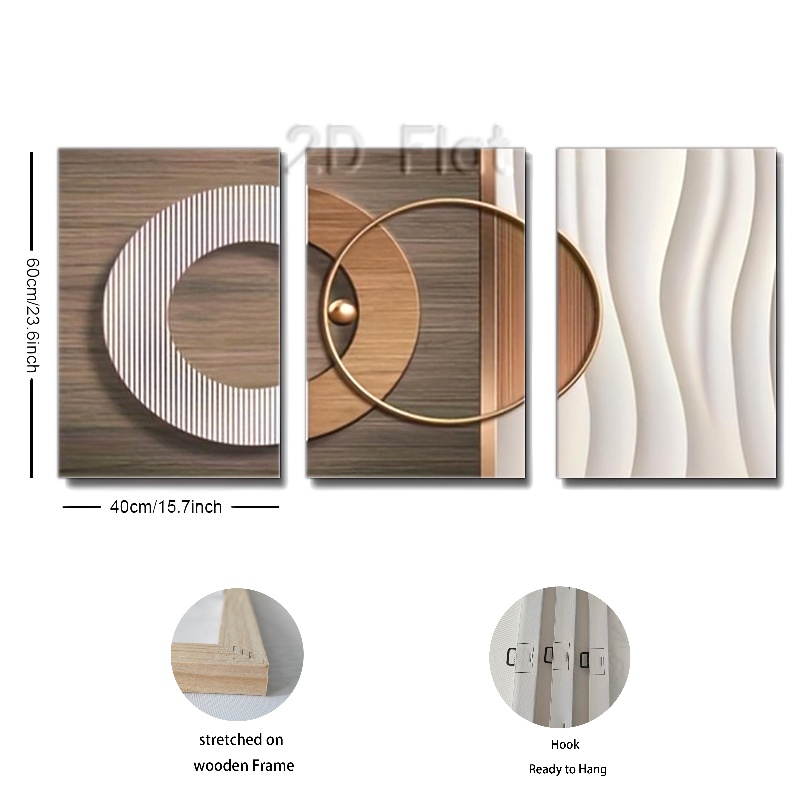 2D Flat
60cm/23.6inch
40cm/15.7inch
stretched on
wooden Frame
Hook
Ready to Hang